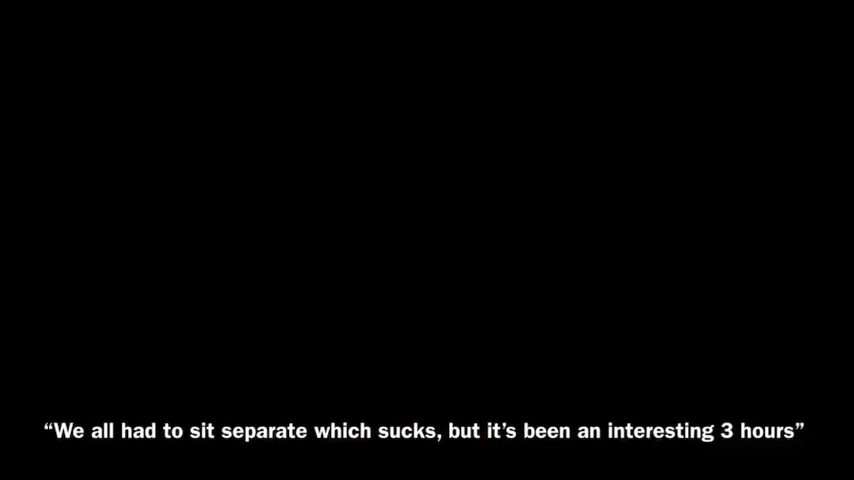 “We all had to sit separate which sucks, but it’s been an interesting 3 hours”